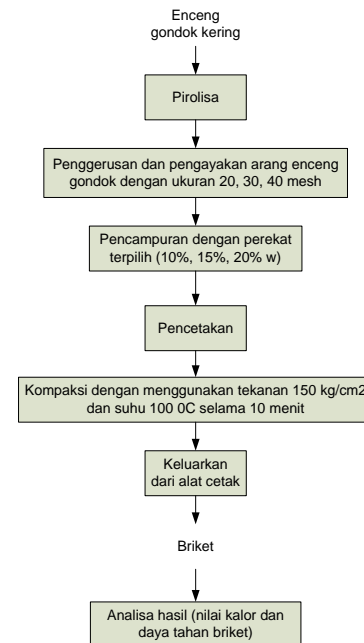 Enceng
gondok kering
Pirolisa
Penggerusan dan pengayakan arang enceng
gondok dengan ukuran 20, 30, 40 mesh
Pencampuran dengan perekat
terpilih (10%, 15%, 20% w)
Pencetakan
Kompaksi dengan menggunakan tekanan 150 kg/cm2
dan suhu 100 0C selama 10 menit
Keluarkan
dari alat cetak
Briket
Analisa hasil (nilai kalor dan
daya tahan briket)